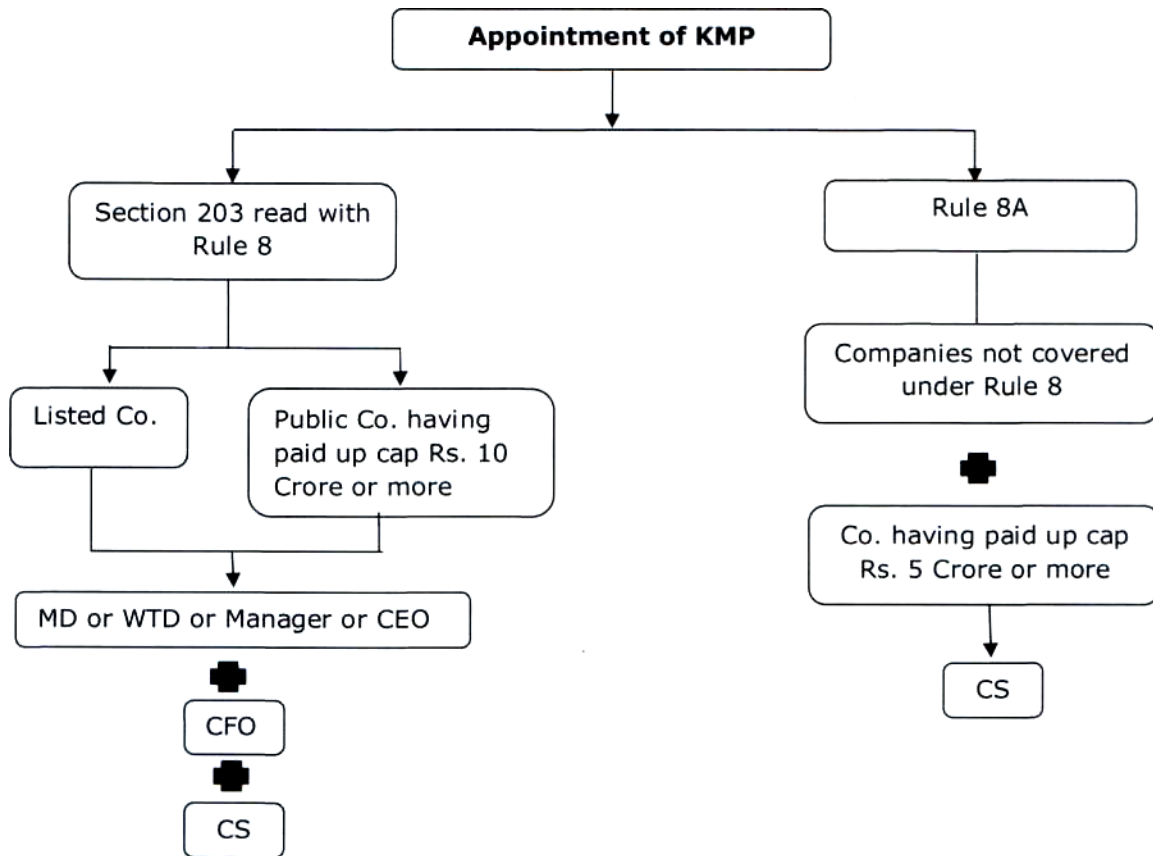 Appointment of KMP
Section 203 read with
Rule 8
Listed Co.
Public Co. having
paid up cap Rs. 10
Crore or more
MD or WTD or Manager or CEO
CFO
CS
Rule 8A
Companies not covered
under Rule 8
Co. having paid up cap
Rs. 5 Crore or more
CS